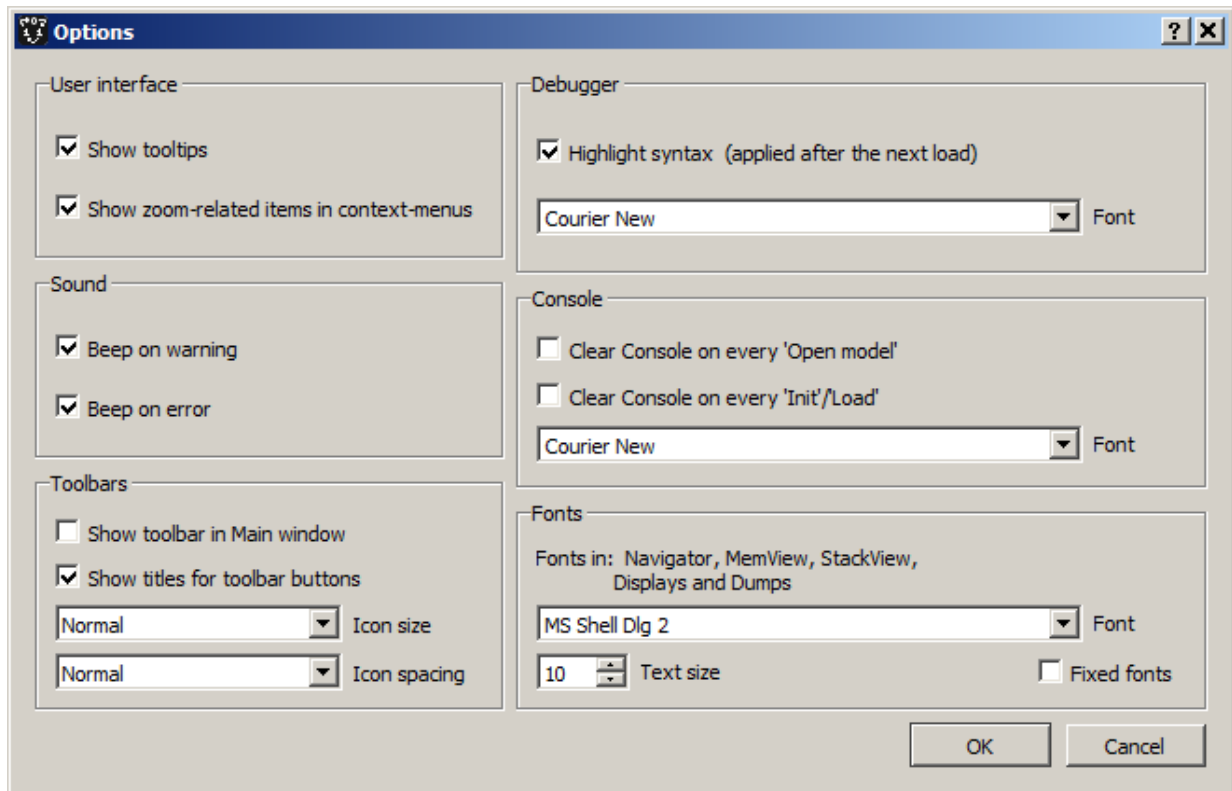 Options
User interface
Show tooltips
Show zoom-related items in context-menus
Sound
Beep on warning
Beep on error
Toolbars
Show toolbar in Main window
Show titles for toolbar buttons
Normal Icon size
Normal Icon spacing
Debugger
Highlight syntax (applied after the next load)
Courier New Font
Console
Clear Console on every 'Open model'
Clear Console on every 'Init'/'Load'
Courier New Font
Fonts
Fonts in: Navigator, MemView, StackView,
Displays and Dumps
MS Shell Dlg 2 Font
10 Text size Fixed fonts
OK Cancel